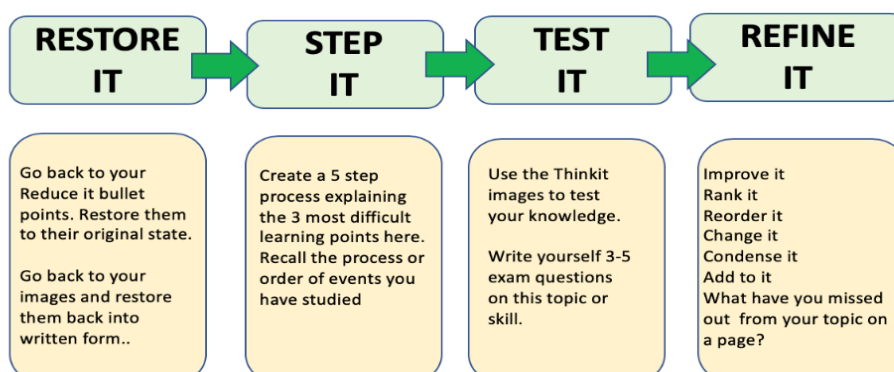 RESTORE
IT
STEP
IT
TEST
IT
REFINE
IT
Go back to your
Reduce it bullet
points. Restore them
to their original state.
Go back to your
images and restore
them back into
written form..
Create a 5 step
process explaining
the 3 most difficult
learning points here.
Recall the process or
order of events you
have studied
Use the Thinkit
images to test
your knowledge.
Write yourself 3-5
exam questions
on this topic or
skill.
Improve it
Rank it
Reorder it
Change it
Condense it
Add to it
What have you missed
out from your topic on
a page?